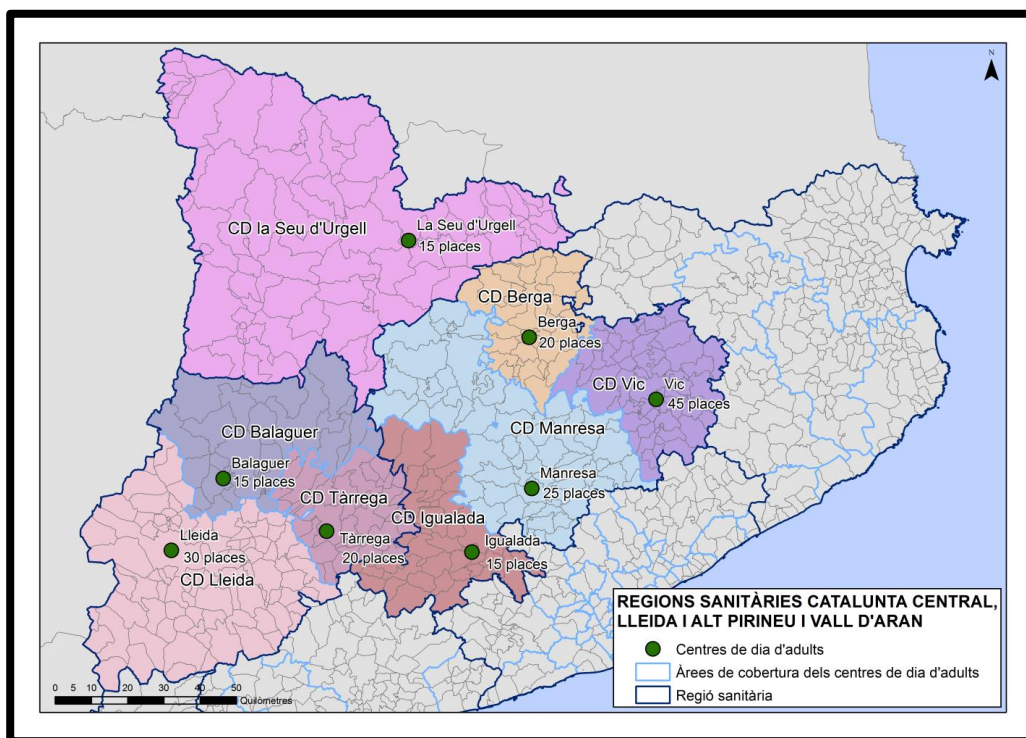 N
CD la Seu d'Urgell
La Seu d'Urgell
15 places
CD Berga
Berga
20 places
CD Vic
Vic
45 places
CD Balaguer
CD Manresa
Balaguer
15 places
Manresa
25 places
CD Tàrrega
CD Igualada
Lleida
30 places
CD Lleida
Tàrrega
20 places
Igualada
15 places
REGIONS SANITÀRIES CATALUNTA CENTRAL,
LLEIDA I ALT PIRINEU I VALL D'ARAN
Centres de dia d'adults
Àrees de cobertura dels centres de dia d'adults
Regió sanitària
0 5 10 20 30 40 50
Quilòmetres